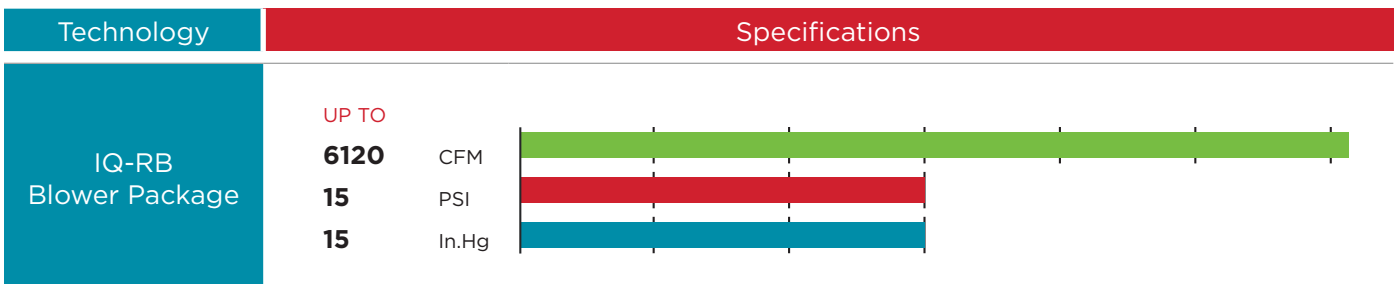 Technology
Specifications
IQ-RB
Blower Package
UP TO
6120 CFM
15 PSI
15 In.Hg